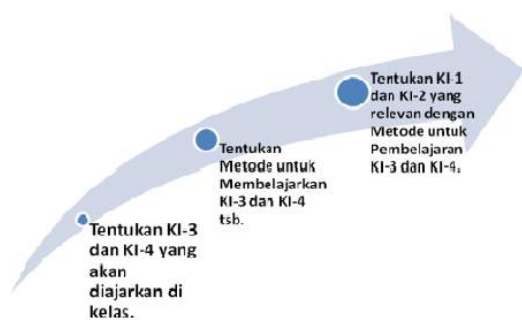 Tentukan KI-1
dan KI-2 yang
relevan dengan
Metode untuk
Pembelajaran
KI-3 dan KI-4.
Tentukan
Metode untuk
Membelajarkan
KI-3 dan KI-4
tsb.
Tentukan KI-3
dan KI-4 yang
akan
diajarkan di
kelas.